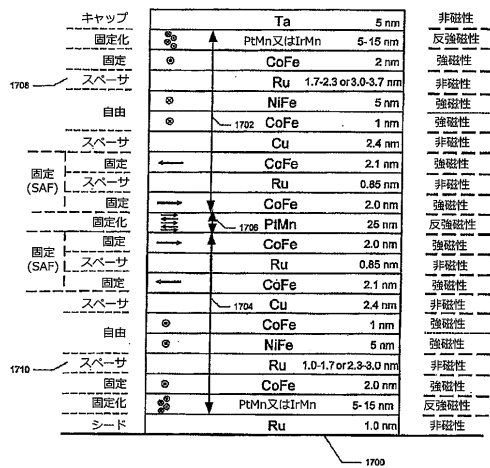 キャップ Ta 5 nm 非磁性
固定化 PtMn又はIrMn 5-15 nm 反強磁性
固定 CoFe 2 nm 強磁性
1708 スペーサ Ru 1.7-2.3 or 3.0-3.7 nm 非磁性
自由 NiFe 5 nm 強磁性
CoFe 1 nm 強磁性
1702
スペーサ Cu 2.4 nm 非磁性
固定 (SAF) 固定 CoFe 2.1 nm 強磁性
スペーサ Ru 0.85 nm 非磁性
固定 CoFe 2.0 nm 強磁性
固定化 1706 PtMn 25 nm 反強磁性
固定 (SAF) 固定 CoFe 2.0 nm 強磁性
スペーサ Ru 0.85 nm 非磁性
固定 CoFe 2.1 nm 強磁性
スペーサ 1704 Cu 2.4 nm 非磁性
自由 CoFe 1 nm 強磁性
NiFe 5 nm 強磁性
1710 スペーサ Ru 1.0-1.7 or 2.3-3.0 nm 非磁性
固定 CoFe 2.0 nm 強磁性
固定化 PtMn又はIrMn 5-15 nm 反強磁性
シード Ru 1.0 nm 非磁性
1700